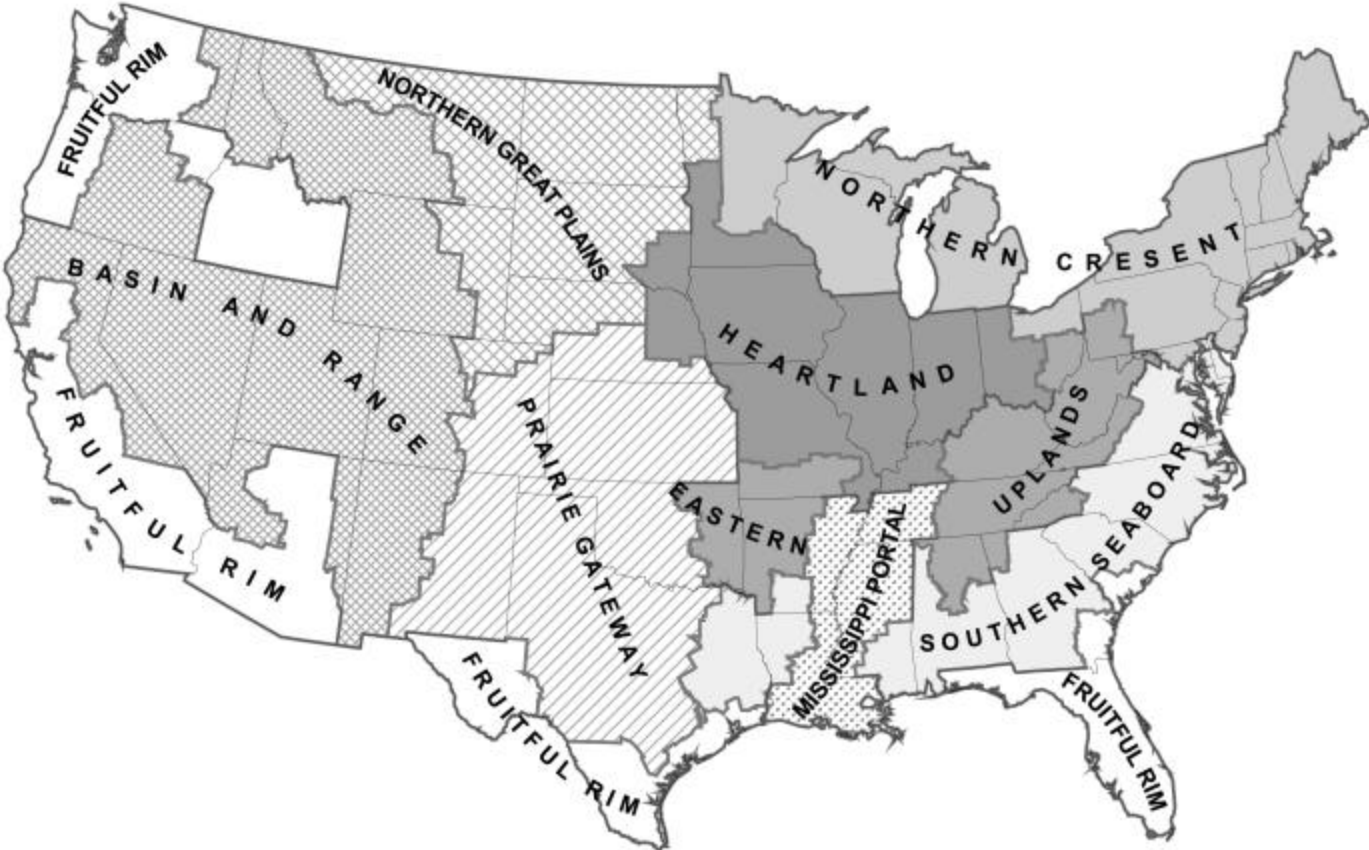 FRUITFUL RIM
NORTHERN GREAT PLAINS
NORTHERN
CRESENT
BASIN AND RANGE
HEARTLAND
FRUITFUL RIM
PRAIRIE GATEWAY
EASTERN
UPLANDS
MISSISSIPPI PORTAL
SOUTHERN SEABOARD
FRUITFUL RIM
FRUITFUL RIM